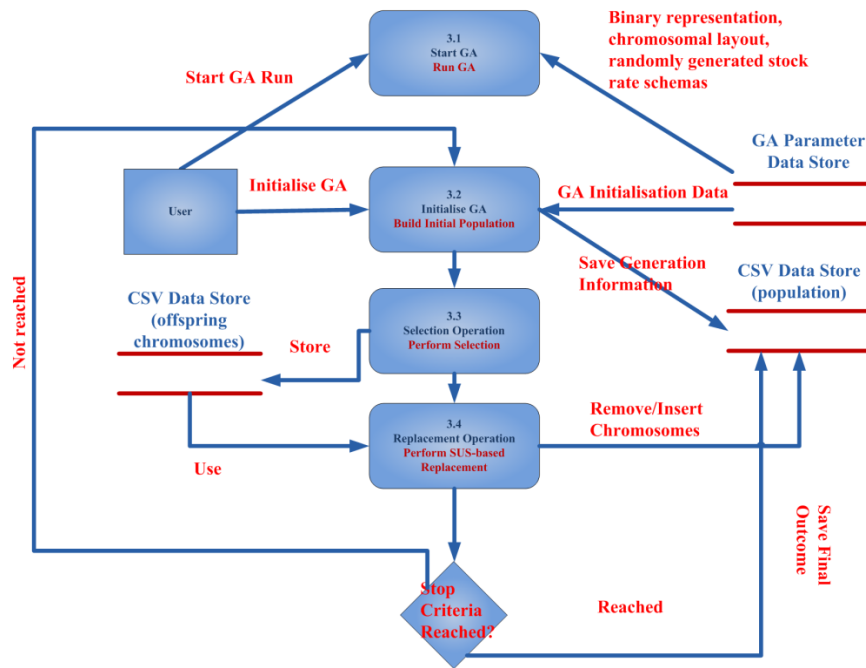 3.1
Start GA
Run GA
Binary representation,
chromosomal layout,
randomly generated stock
rate schemas
Start GA Run
GA Parameter
Data Store
User
Initialise GA
3.2
Initialise GA
Build Initial Population
GA Initialisation Data
Save Generation
Information
CSV Data Store
(population)
Not reached
CSV Data Store
(offspring
chromosomes)
Store
3.3
Selection Operation
Perform Selection
Use
3.4
Replacement Operation
Perform SUS-based
Replacement
Remove/Insert
Chromosomes
Save Final
Outcome
Stop
Criteria
Reached?
Reached